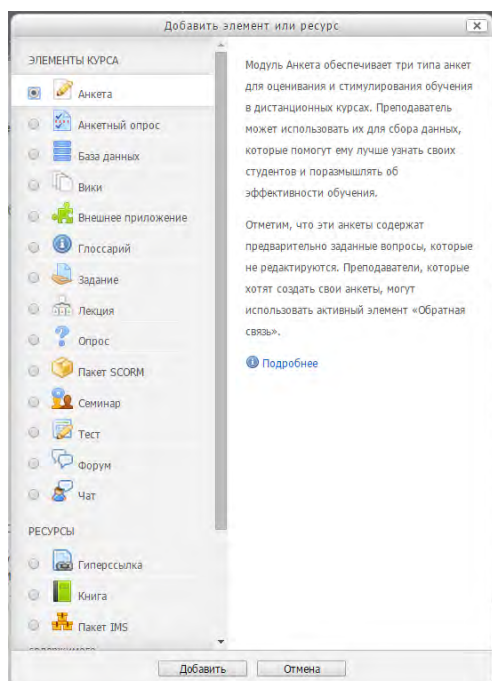 Добавить элемент или ресурс
ЭЛЕМЕНТЫ КУРСА
Анкета
Анкетный опрос
База данных
Вики
Внешнее приложение
Глоссарий
Задание
Лекция
Опрос
Пакет SCORM
Семинар
Тест
Форум
Чат
РЕСУРСЫ
Гиперссылка
Книга
Пакет IMS
содержимого
Модуль Анкета обеспечивает три типа анкет
для оценивания и стимулирования обучения
в дистанционных курсах. Преподаватель
может использовать их для сбора данных,
которые помогут ему лучше узнать своих
студентов и поразмышлять об
эффективности обучения.
Отметим, что эти анкеты содержат
предварительно заданные вопросы, которые
не редактируются. Преподаватели, которые
хотят создать свои анкеты, могут
использовать активный элемент «Обратная
связь».
Подробнее
Добавить
Отмена